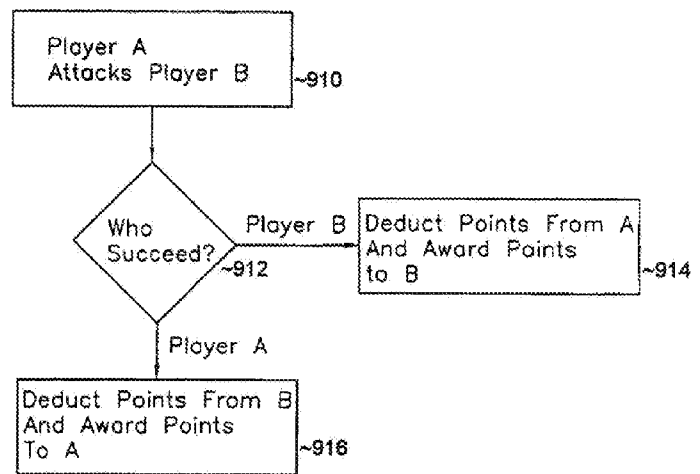 Player A
Attacks Player B
~910
Who
Succeed?
~912
Player B
Deduct Points From A
And Award Points
to B
~914
Player A
Deduct Points From B
And Award Points
To A
~916